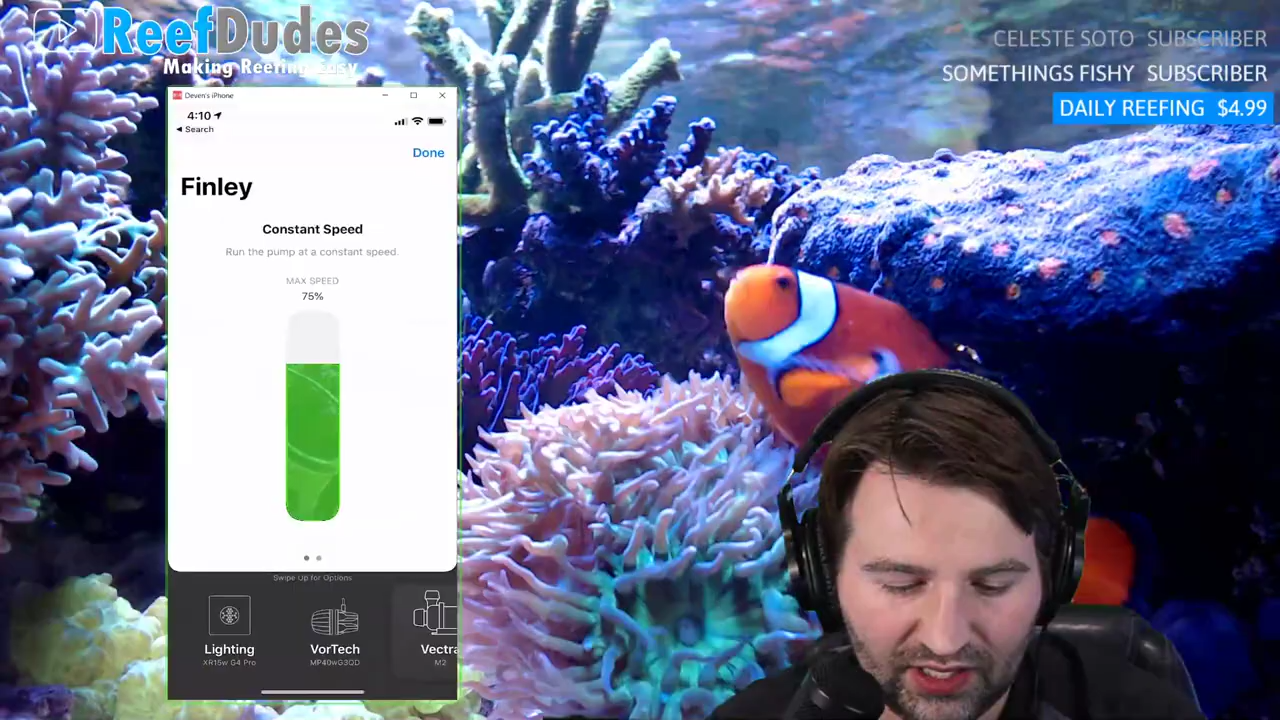 ReefDudes
Making Reefing Easy
CELESTE SOTO SUBSCRIBER
SOMETHINGS FISHY SUBSCRIBER
DAILY REEFING $4.99
Deven's iPhone
4:10
Search
Done
Finley
Constant Speed
Run the pump at a constant speed.
MAX SPEED
75%
Swipe Up for Options
Lighting
XR15w G4 Pro
VorTech
MP40wG3QD
Vectra
M2